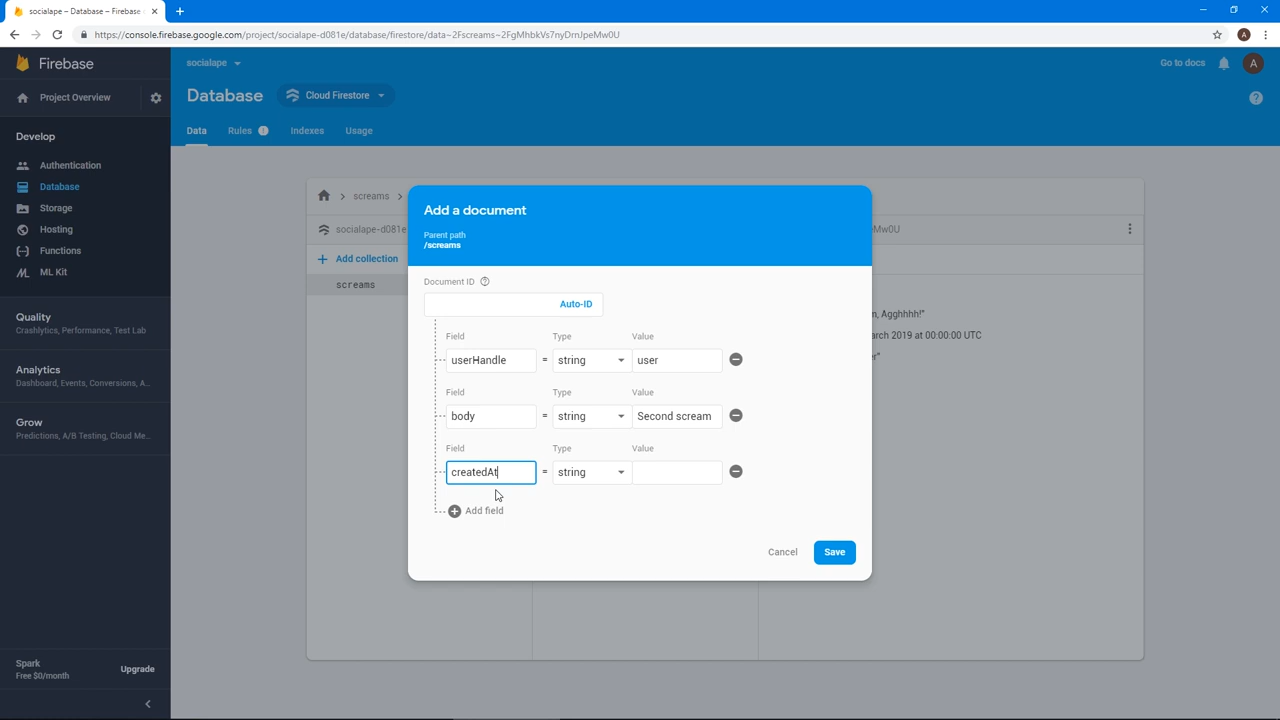 socialape – Database – Firebase
https://console.firebase.google.com/project/socialape-d081e/database/firestore/data~2Fscreams~2FgMhbkVs7nyDrnJpeMw0U
A
Firebase
socialape
Go to docs
A
Project Overview
Database
Cloud Firestore
Data
Rules
Indexes
Usage
Develop
Authentication
Database
Storage
Hosting
Functions
ML Kit
Quality
Crashlytics, Performance, Test Lab
Analytics
Dashboard, Events, Conversions, A...
Grow
Predictions, A/B Testing, Cloud Me...
Spark
Free $0/month
Upgrade
screams
socialape-d081e
Add collection
screams
eMw0U
m, Agghhhh!"
arch 2019 at 00:00:00 UTC
r"
Add a document
Parent path
/screams
Document ID
Auto-ID
Field Type Value
userHandle = string user
Field Type Value
body = string Second scream
Field Type Value
createdAt = string
Add field
Cancel
Save